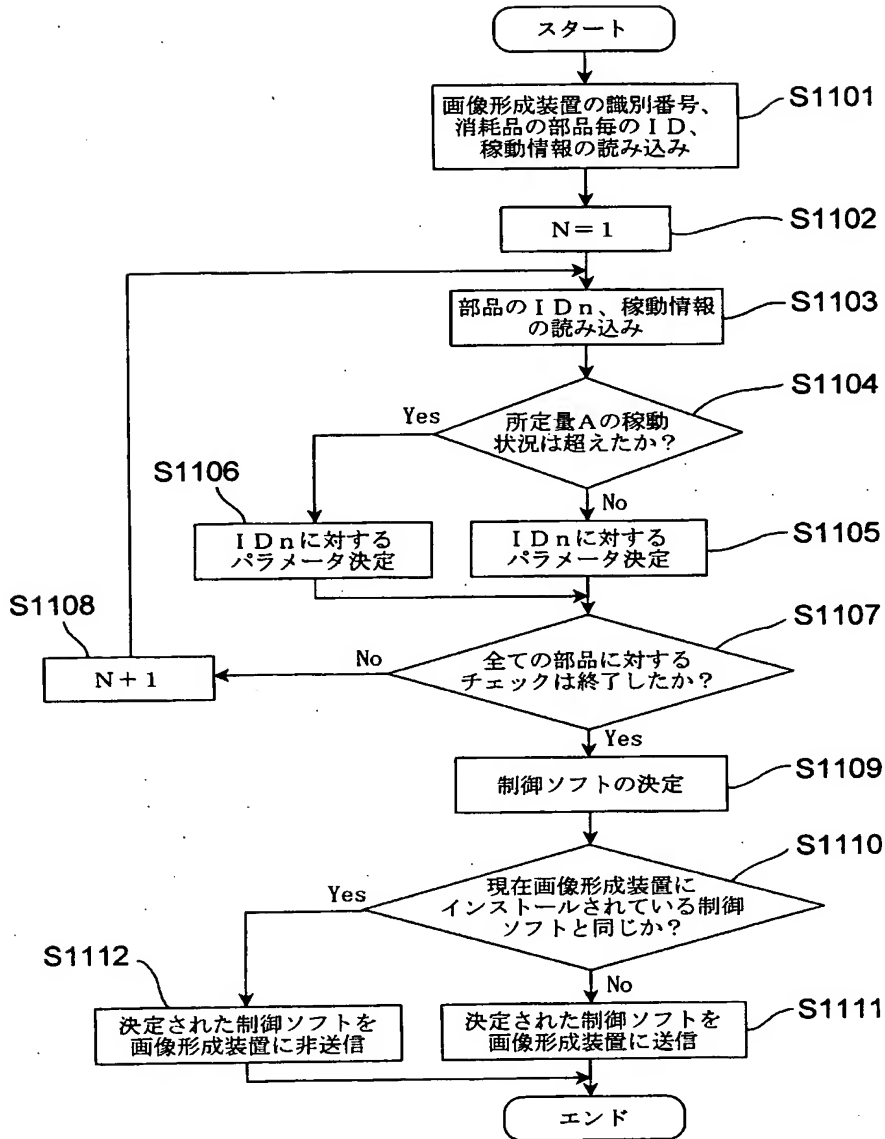 スタート
画像形成装置の識別番号、
消耗品の部品毎のＩＤ、
稼動情報の読み込み
S1101
Ｎ＝１
S1102
部品のＩＤｎ、稼動情報
の読み込み
S1103
所定量Ａの稼動
状況は超えたか？
S1104
Yes
No
S1106
ＩＤｎに対する
パラメータ決定
ＩＤｎに対する
パラメータ決定
S1105
S1108
Ｎ＋１
No
全ての部品に対する
チェックは終了したか？
S1107
Yes
制御ソフトの決定
S1109
現在画像形成装置に
インストールされている制御
ソフトと同じか？
S1110
Yes
No
S1112
決定された制御ソフトを
画像形成装置に非送信
決定された制御ソフトを
画像形成装置に送信
S1111
エンド